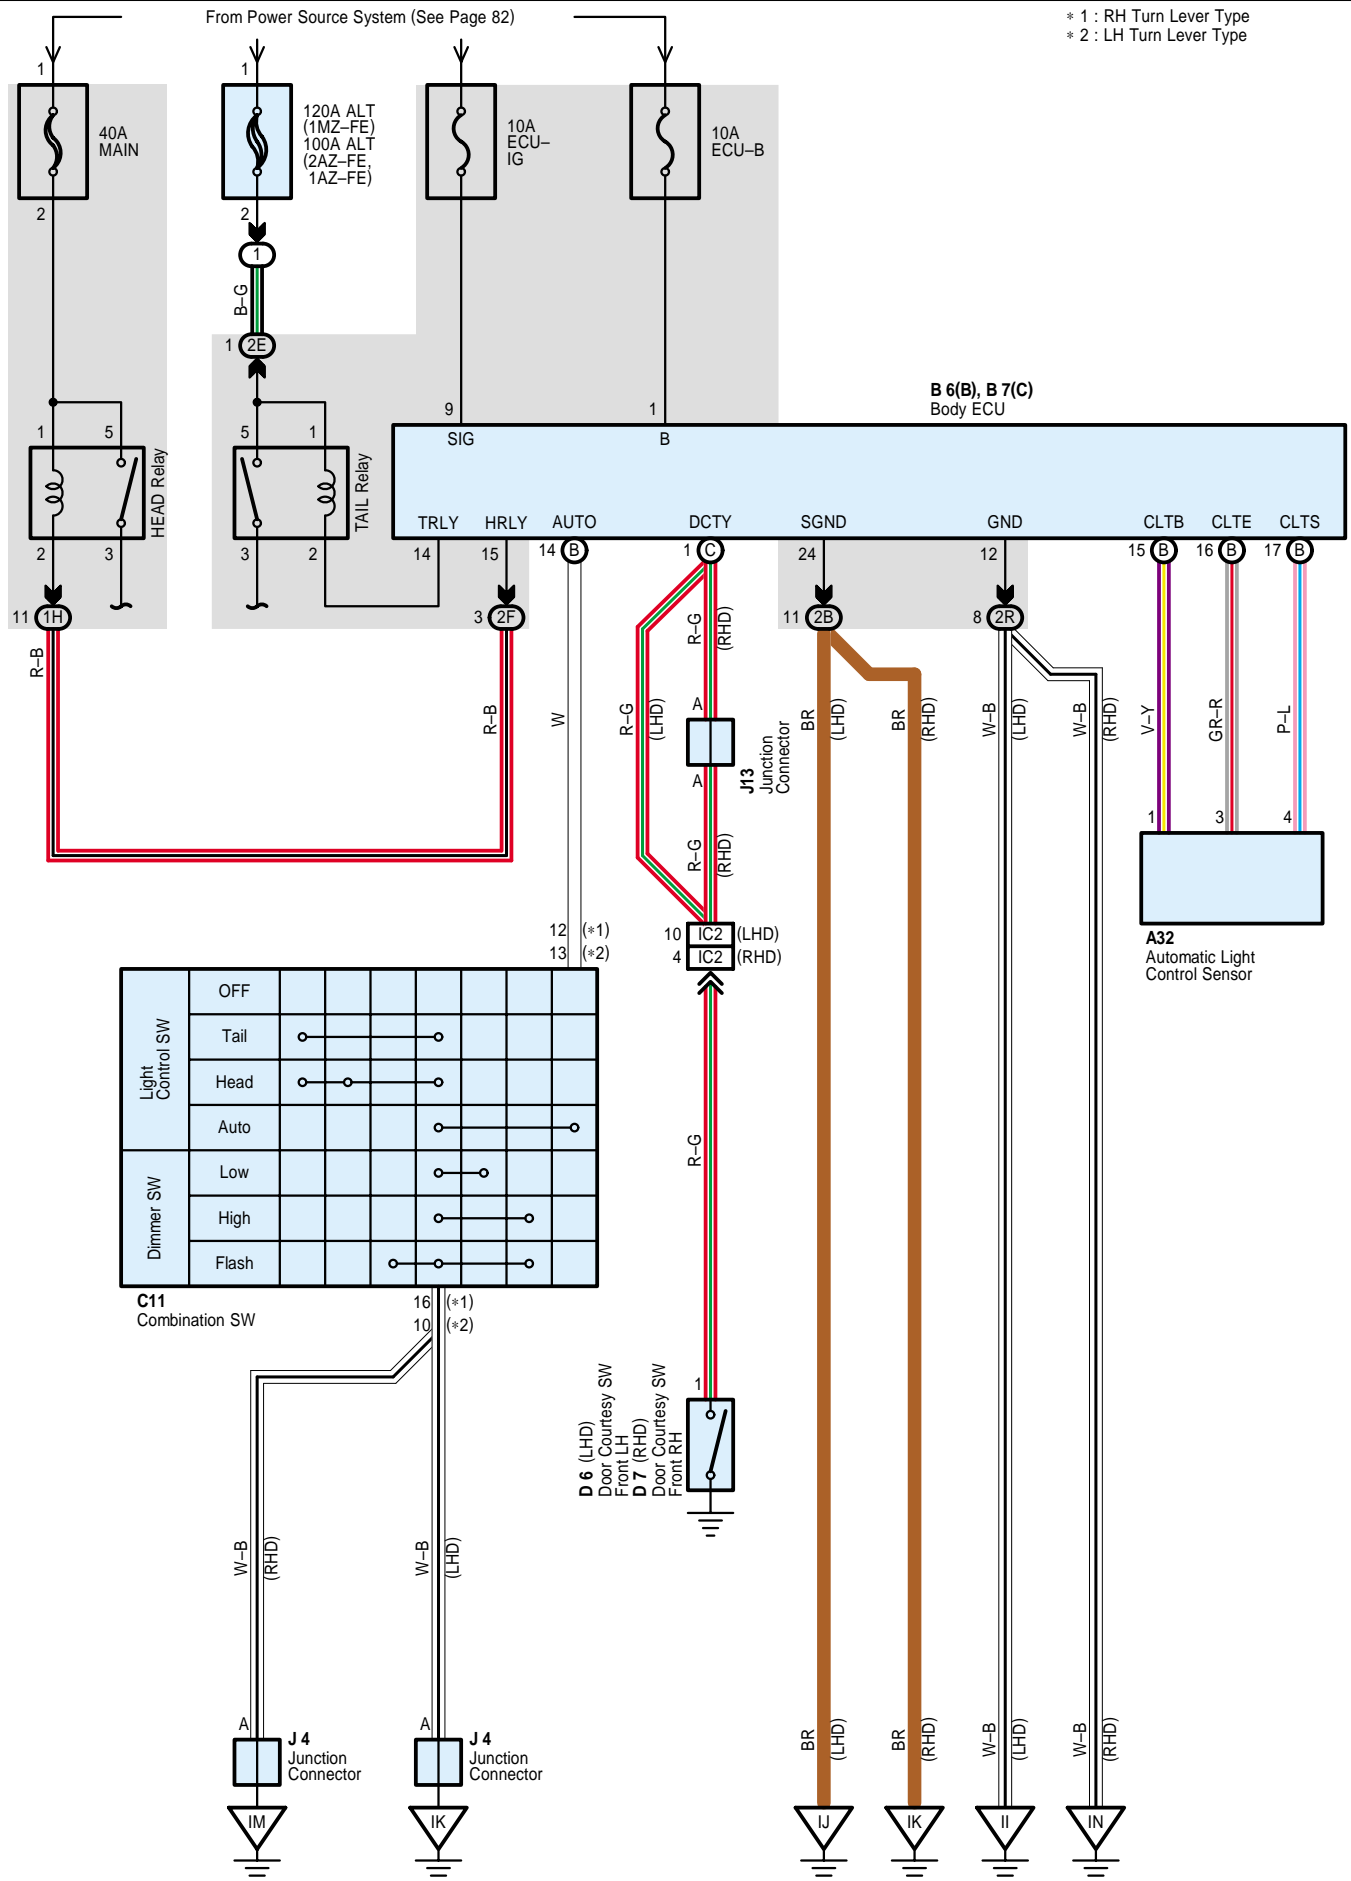 From Power Source System (See Page 82)
* 1 : RH Turn Lever Type
* 2 : LH Turn Lever Type
1
1
40A
MAIN
120A ALT
(1MZ–FE)
100A ALT
(2AZ–FE,
1AZ–FE)
10A
ECU–
IG
10A
ECU–B
2
2
1
B–G
1
2E
B 6(B), B 7(C)
Body ECU
9
1
1
5
5
1
SIG
B
HEAD Relay
TAIL Relay
TRLY
HRLY
AUTO
DCTY
SGND
GND
CLTB
CLTE
CLTS
2
3
3
2
14
15
14
B
1
C
24
12
15
B
16
B
17
B
11
1H
3
2F
11
2B
8
2R
R–B
R–B
W
R–G
(LHD)
R–G
(RHD)
A
A
J13
Junction
Connector
R–G
(RHD)
BR
(LHD)
BR
(RHD)
W–B
(LHD)
W–B
(RHD)
V–Y
GR–R
P–L
1
3
4
A32
Automatic Light
Control Sensor
12
(*1)
13
(*2)
10
IC2
(LHD)
4
IC2
(RHD)
Light
Control SW
OFF
Tail
Head
Auto
Dimmer SW
Low
High
Flash
C11
Combination SW
16
(*1)
10
(*2)
R–G
1
D 6 (LHD)
Door Courtesy SW
Front LH
D 7 (RHD)
Door Courtesy SW
Front RH
W–B
(RHD)
W–B
(LHD)
A
J 4
Junction
Connector
A
J 4
Junction
Connector
BR
(LHD)
BR
(RHD)
W–B
(LHD)
W–B
(RHD)
IM
IK
IJ
IK
II
IN